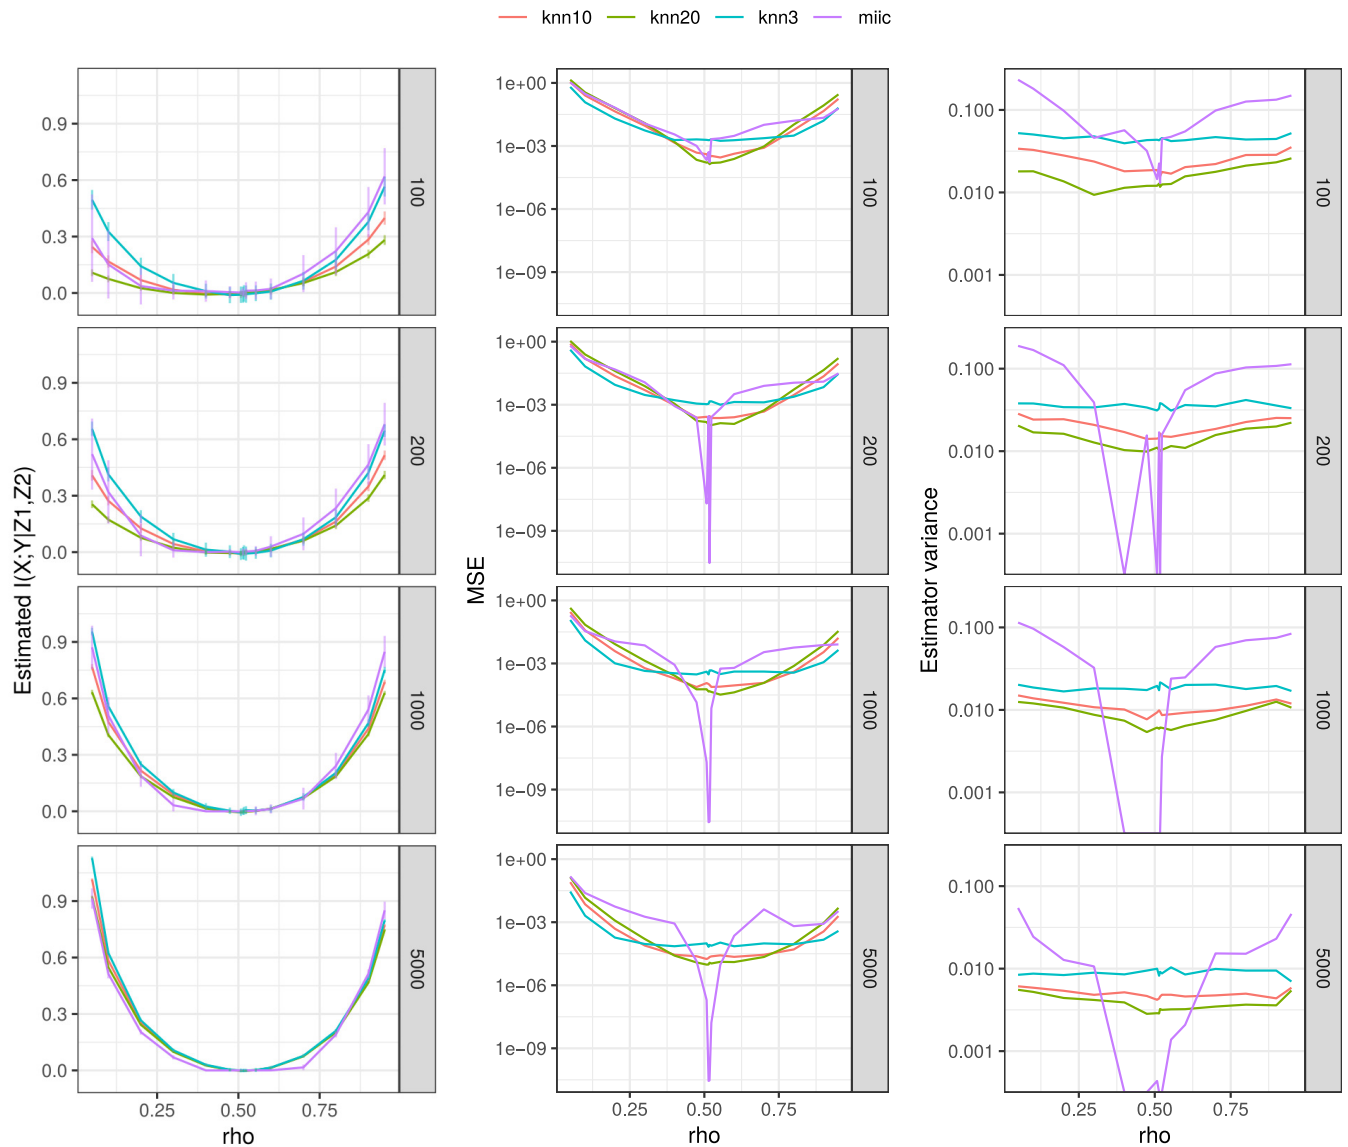 knn10 knn20 knn3 miic
Estimated I(X;Y|Z1,Z2)
0.9
0.6
0.3
0.0
100
0.9
0.6
0.3
0.0
200
0.9
0.6
0.3
0.0
1000
0.9
0.6
0.3
0.0
5000
0.25 0.50 0.75
rho
MSE
1e+00
1e−03
1e−06
1e−09
100
1e+00
1e−03
1e−06
1e−09
200
1e+00
1e−03
1e−06
1e−09
1000
1e+00
1e−03
1e−06
1e−09
5000
0.25 0.50 0.75
rho
Estimator variance
0.100
0.010
0.001
100
0.100
0.010
0.001
200
0.100
0.010
0.001
1000
0.100
0.010
0.001
5000
0.25 0.50 0.75
rho